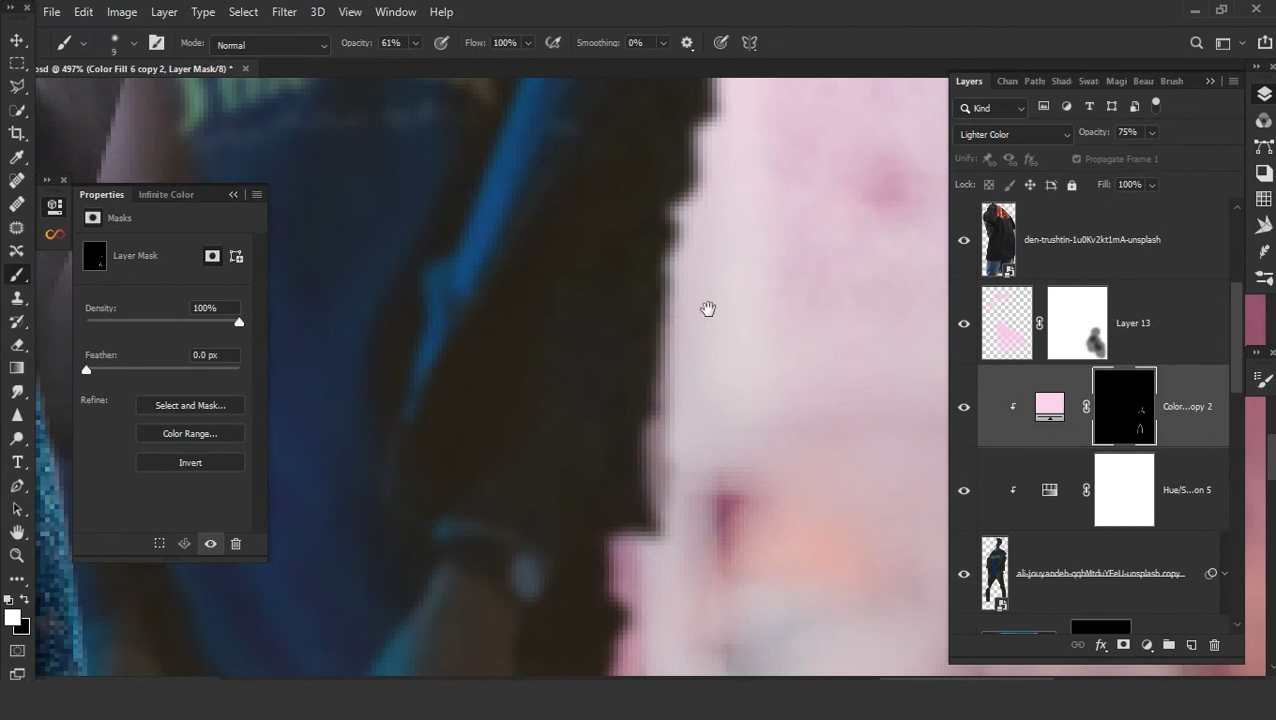 File Edit Image Layer Type Select Filter 3D View Window Help
9 Mode: Normal Opacity: 61% Flow: 100% Smoothing: 0%
psd @ 497% (Color Fill 6 copy 2, Layer Mask/8) *
Layers Chan Pathe Shad Swat Magi Beau Brush
Kind
Lighter Color Opacity: 75%
Unify: Propagate Frame 1
Lock: Fill: 100%
Properties Infinite Color
Masks
Layer Mask
Density: 100%
Feather: 0.0 px
Refine: Select and Mask...
Color Range...
Invert
den-trushtin-1u0Kv2kt1mA-unsplash
Layer 13
Color...opy 2
Hue/S...on 5